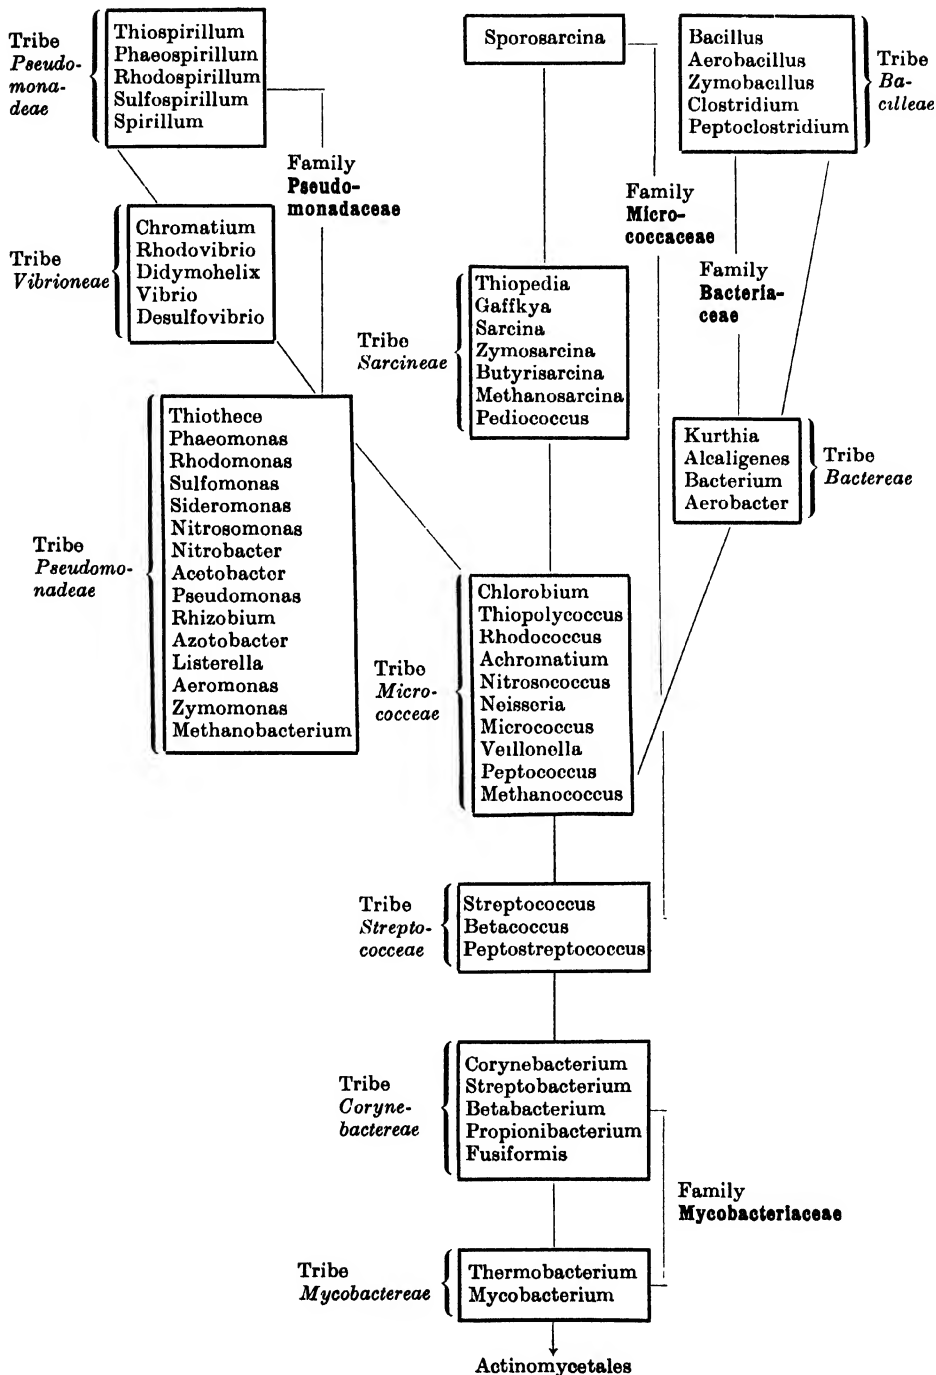 Tribe
Pseudo-
mona-
deae
Thiospirillum
Phaeospirillum
Rhodospirillum
Sulfospirillum
Spirillum
Sporosarcina
Bacillus
Aerobacillus
Zymobacillus
Clostridium
Peptoclostridium
Tribe
Ba-
cilleae
Family
Pseudo-
monadaceae
Family
Micro-
coccaceae
Family
Bacteria-
ceae
Tribe
Vibrioneae
Chromatium
Rhodovibrio
Didymohelix
Vibrio
Desulfovibrio
Tribe
Sarcineae
Thiopedia
Gaffkya
Sarcina
Zymosarcina
Butyrisarcina
Methanosarcina
Pediococcus
Kurthia
Alcaligenes
Bacterium
Aerobacter
Tribe
Bactereae
Tribe
Pseudomo-
nadeae
Thiothece
Phaeomonas
Rhodomonas
Sulfomonas
Sideromonas
Nitrosomonas
Nitrobacter
Acetobacter
Pseudomonas
Rhizobium
Azotobacter
Listerella
Aeromonas
Zymomonas
Methanobacterium
Tribe
Micro-
cocceae
Chlorobium
Thiopolycoccus
Rhodococcus
Achromatium
Nitrosococcus
Neisseria
Micrococcus
Veillonella
Peptococcus
Methanococcus
Tribe
Strepto-
cocceae
Streptococcus
Betacoccus
Peptostreptococcus
Tribe
Coryne-
bactereae
Corynebacterium
Streptobacterium
Betabacterium
Propionibacterium
Fusiformis
Family
Mycobacteriaceae
Tribe
Mycobactereae
Thermobacterium
Mycobacterium
Actinomycetales